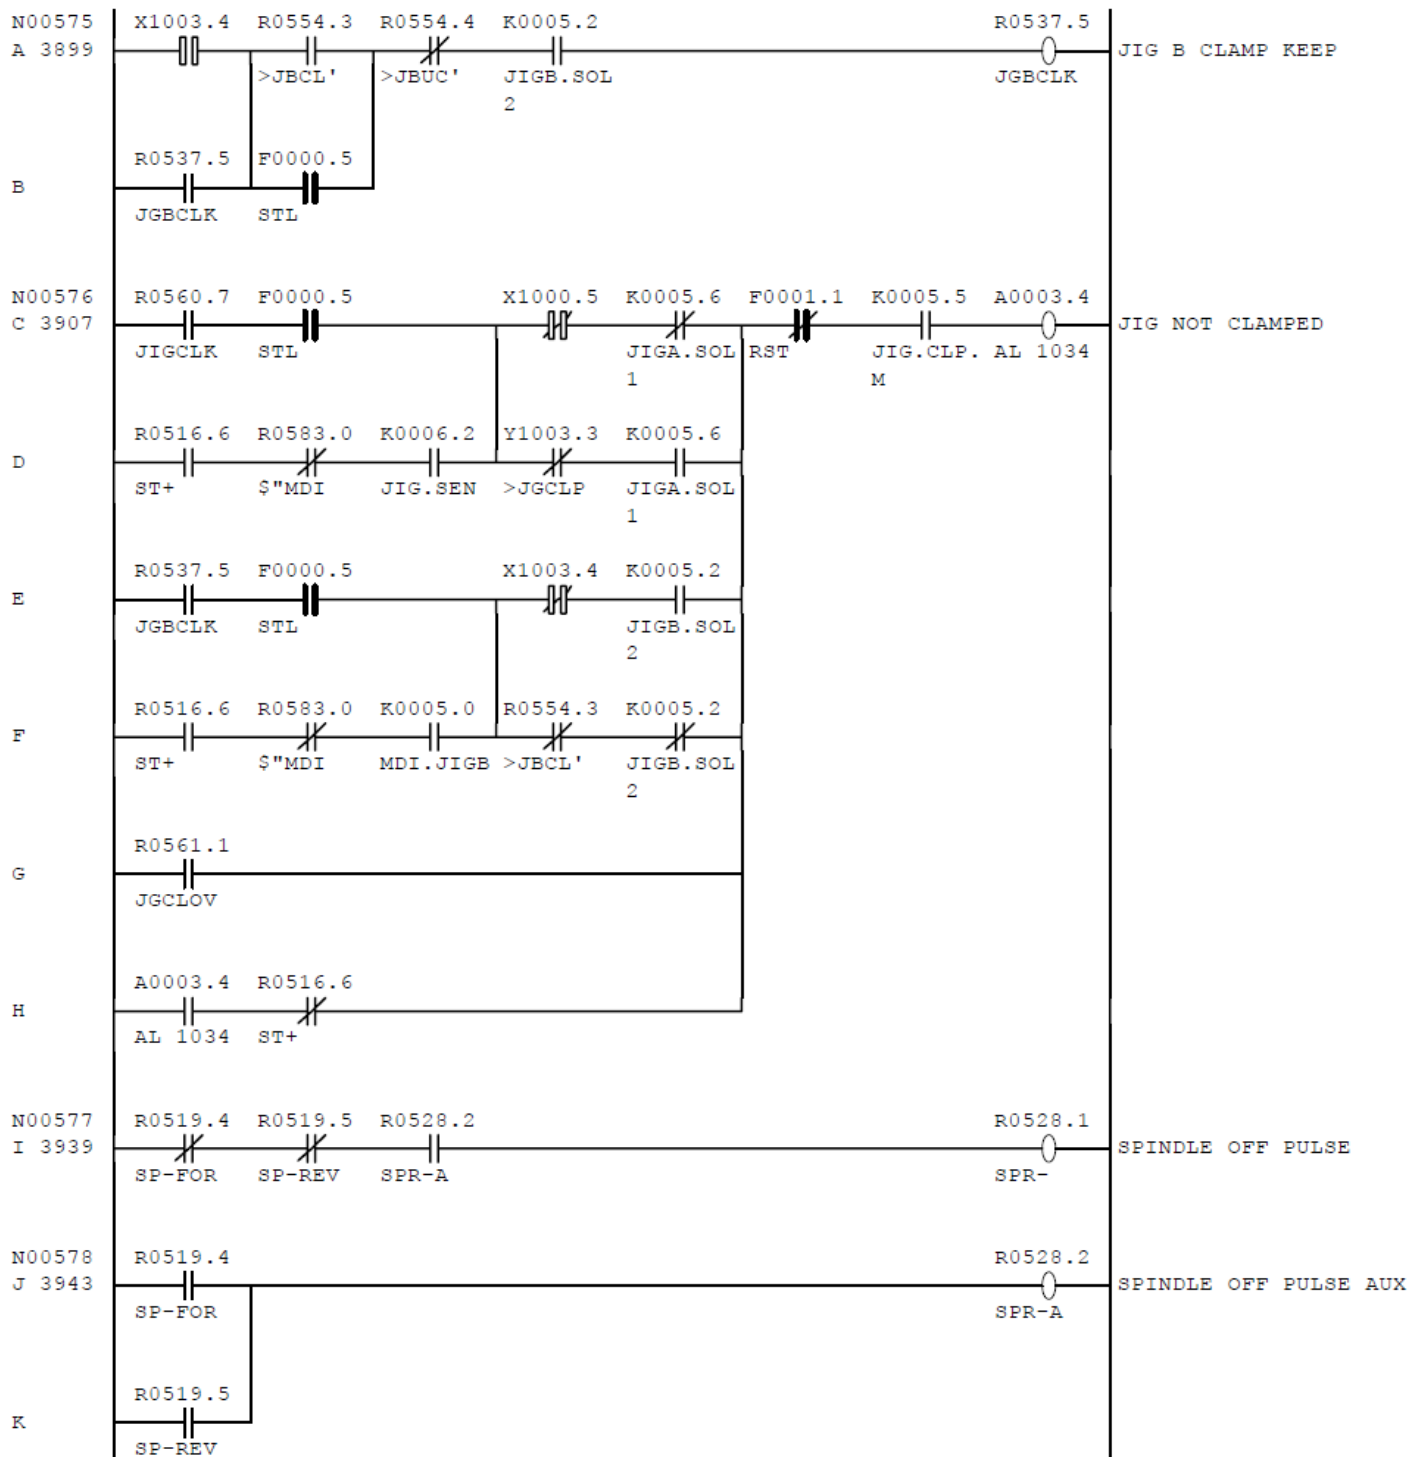 N00575 X1003.4 R0554.3 R0554.4 K0005.2 R0537.5
A 3899 JIG B CLAMP KEEP
>JBCL' >JBUC' JIGB.SOL JGBCLK
2
R0537.5 F0000.5
B
JGBCLK STL
N00576 R0560.7 F0000.5 X1000.5 K0005.6 F0001.1 K0005.5 A0003.4
C 3907 JIG NOT CLAMPED
JIGCLK STL JIGA.SOL RST JIG.CLP. AL 1034
1 M
R0516.6 R0583.0 K0006.2 Y1003.3 K0005.6
D
ST+ $"MDI JIG.SEN >JGCLP JIGA.SOL
1
R0537.5 F0000.5 X1003.4 K0005.2
E
JGBCLK STL JIGB.SOL
2
R0516.6 R0583.0 K0005.0 R0554.3 K0005.2
F
ST+ $"MDI MDI.JIGB >JBCL' JIGB.SOL
2
R0561.1
G
JGCLOV
A0003.4 R0516.6
H
AL 1034 ST+
N00577 R0519.4 R0519.5 R0528.2 R0528.1
I 3939 SPINDLE OFF PULSE
SP-FOR SP-REV SPR-A SPR-
N00578 R0519.4 R0528.2
J 3943 SPINDLE OFF PULSE AUX
SP-FOR SPR-A
R0519.5
K
SP-REV